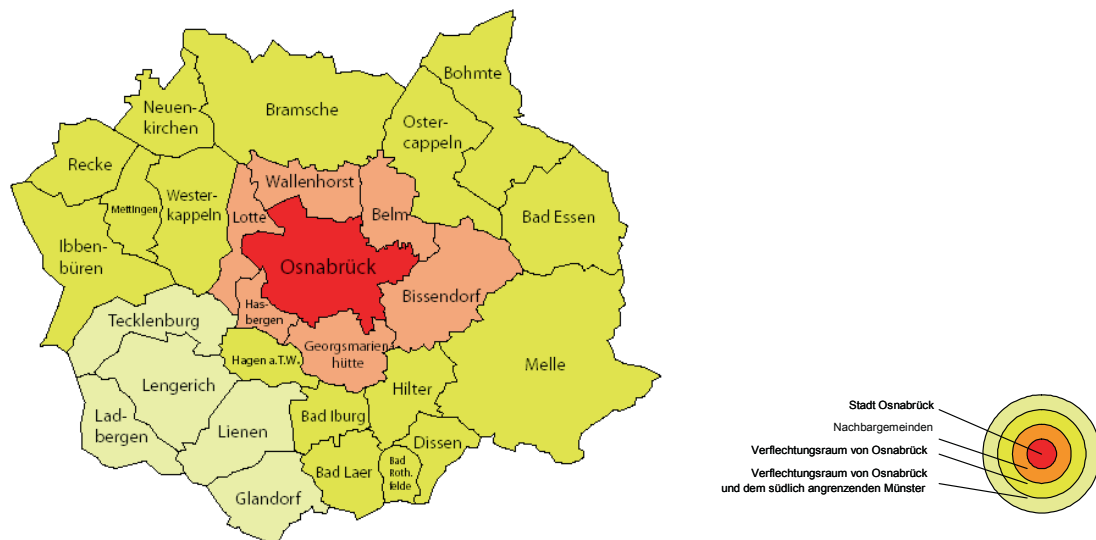 Bohmte
Neuen-
kirchen
Bramsche
Oster-
cappeln
Recke
Wallenhorst
Wester-
kappeln
Mettingen
Lotte
Belm
Bad Essen
Ibben-
büren
Osnabrück
Bissendorf
Has-
bergen
Tecklenburg
Georgsmarien
hütte
Hagen a.T.W.
Melle
Lengerich
Hilter
Lad-
bergen
Lienen
Bad Iburg
Dissen
Bad Laer
Bad
Roth.
felde
Glandorf
Stadt Osnabrück
Nachbargemeinden
Verflechtungsraum von Osnabrück
Verflechtungsraum von Osnabrück
und dem südlich angrenzenden Münster